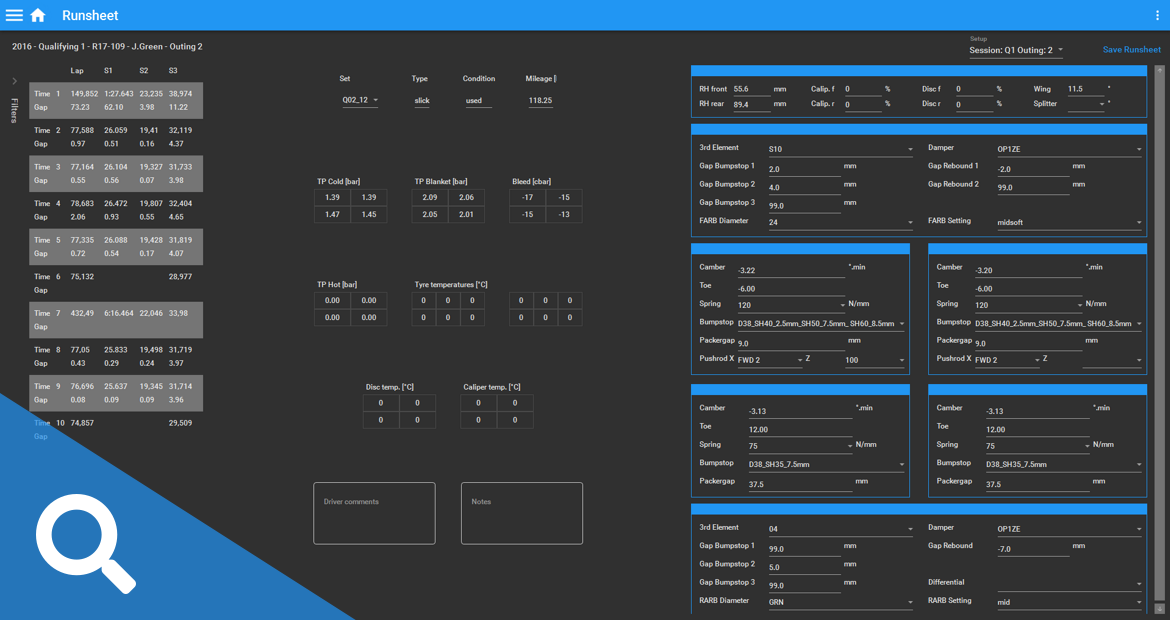 Runsheet
2016 - Qualifying 1 - R17-109 - J.Green - Outing 2
Setup
Session: Q1 Outing: 2
Save Runsheet
Filters
Lap S1 S2 S3
Time 1 149,852 1:27.643 23,235 38,974
Gap 73.23 62.10 3.98 11.22
Time 2 77,588 26.059 19,41 32,119
Gap 0.97 0.51 0.16 4.37
Time 3 77,164 26.104 19,327 31,733
Gap 0.55 0.56 0.07 3.98
Time 4 78,683 26.472 19,807 32,404
Gap 2.06 0.93 0.55 4.65
Time 5 77,335 26.088 19,428 31,819
Gap 0.72 0.54 0.17 4.07
Time 6 75,132 28,977
Gap
Time 7 432,49 6:16.464 22,046 33,98
Gap
Time 8 77,05 25.833 19,498 31,719
Gap 0.43 0.29 0.24 3.97
Time 9 76,696 25.637 19,345 31,714
Gap 0.08 0.09 0.09 3.96
Time 10 74,857 29,509
Gap
Set Type Condition Mileage [
Q02_12 slick used 118.25
TP Cold [bar] TP Blanket [bar] Bleed [cbar]
1.39 1.39 2.09 2.06 -17 -15
1.47 1.45 2.05 2.01 -15 -13
TP Hot [bar] Tyre temperatures [°C]
0.00 0.00 0 0 0 0 0 0
0.00 0.00 0 0 0 0 0 0
Disc temp. [°C] Caliper temp. [°C]
0 0 0 0
0 0 0 0
Driver comments Notes
RH front 55.6 mm Calip. f 0 % Disc f 0 % Wing 11.5 °
RH rear 89.4 mm Calip. r 0 % Disc r 0 % Splitter °
3rd Element S10 Damper OP1ZE
Gap Bumpstop 1 2.0 mm Gap Rebound 1 -2.0 mm
Gap Bumpstop 2 4.0 mm Gap Rebound 2 99.0 mm
Gap Bumpstop 3 99.0 mm
FARB Diameter 24 FARB Setting midsoft
Camber -3.22 °.min
Toe -6.00
Spring 120 N/mm
Bumpstop D38_SH40_2.5mm_SH50_7.5mm_ SH60_8.5mm
Packergap 9.0 mm
Pushrod X FWD 2 Z 100
Camber -3.20 °.min
Toe -6.00
Spring 120 N/mm
Bumpstop D38_SH40_2.5mm_SH50_7.5mm_ SH60_8.5mm
Packergap 9.0 mm
Pushrod X FWD 2 Z
Camber -3.13 °.min
Toe 12.00
Spring 75 N/mm
Bumpstop D38_SH35_7.5mm
Packergap 37.5 mm
Camber -3.13 °.min
Toe 12.00
Spring 75 N/mm
Bumpstop D38_SH35_7.5mm
Packergap 37.5 mm
3rd Element 04 Damper OP1ZE
Gap Bumpstop 1 99.0 mm Gap Rebound -7.0 mm
Gap Bumpstop 2 5.0 mm
Gap Bumpstop 3 99.0 mm Differential
RARB Diameter GRN RARB Setting mid